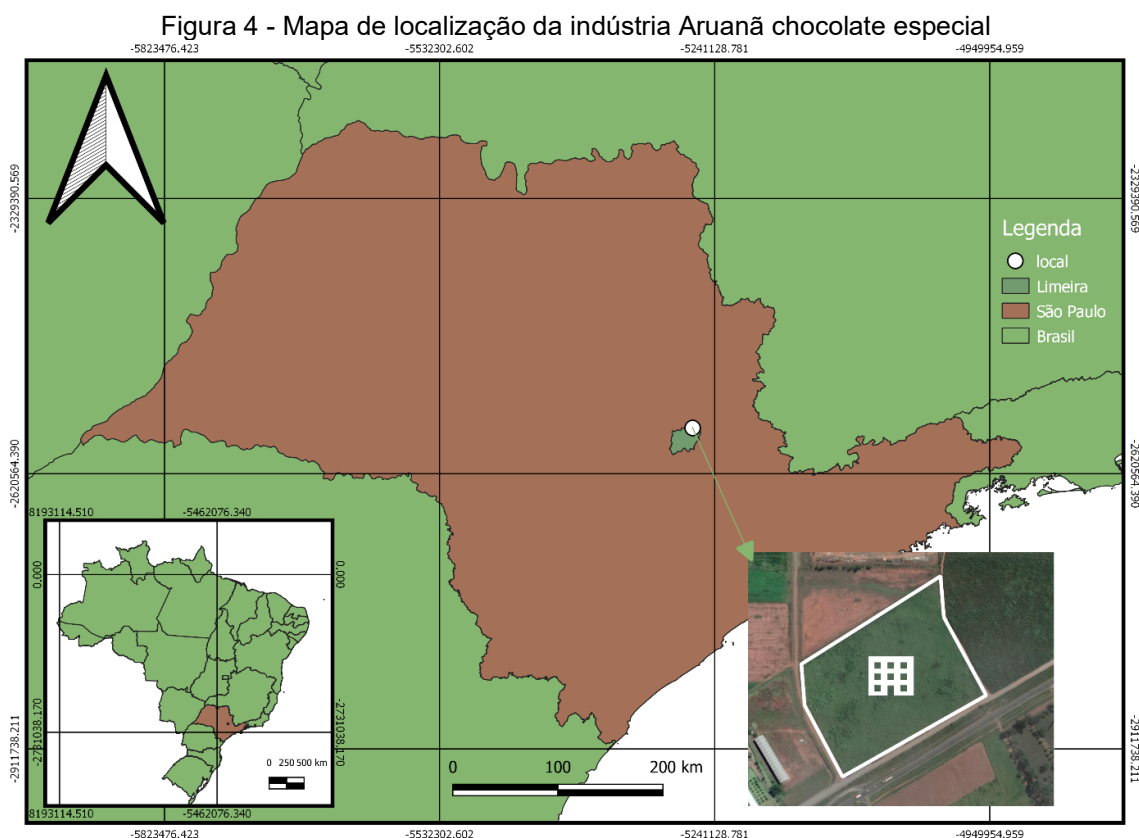 Figura 4 - Mapa de localização da indústria Aruanã chocolate especial
-5823476.423
-5532302.602
-5241128.781
-4949954.959
-2329390.569
-2329390.569
Legenda
local
Limeira
São Paulo
Brasil
-2620564.390
-2620564.390
8193114.510
-5462076.340
0.000
0.000
-2731038.170
-2731038.170
0 250 500 km
8193114.510
-5462076.340
0 100 200 km
-2911738.211
-2911738.211
-5823476.423
-5532302.602
-5241128.781
-4949954.959